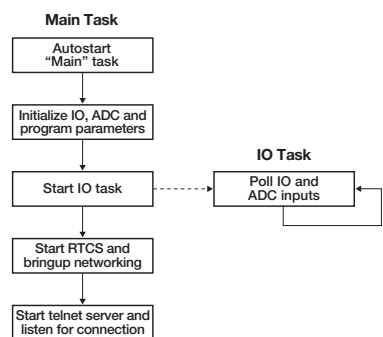 Main Task
Autostart
“Main” task
Initialize IO, ADC and
program parameters
Start IO task
Start RTCS and
bringup networking
Start telnet server and
listen for connection
IO Task
Poll IO and
ADC inputs